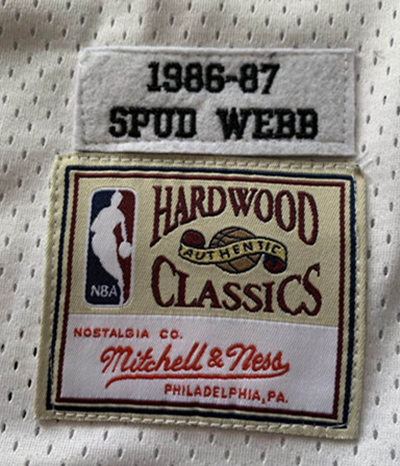 1986-87
SPUD WEBB
HARDWOOD
AUTHENTIC
CLASSICS
NBA
NOSTALGIA CO.
Mitchell & Ness
PHILADELPHIA, PA.